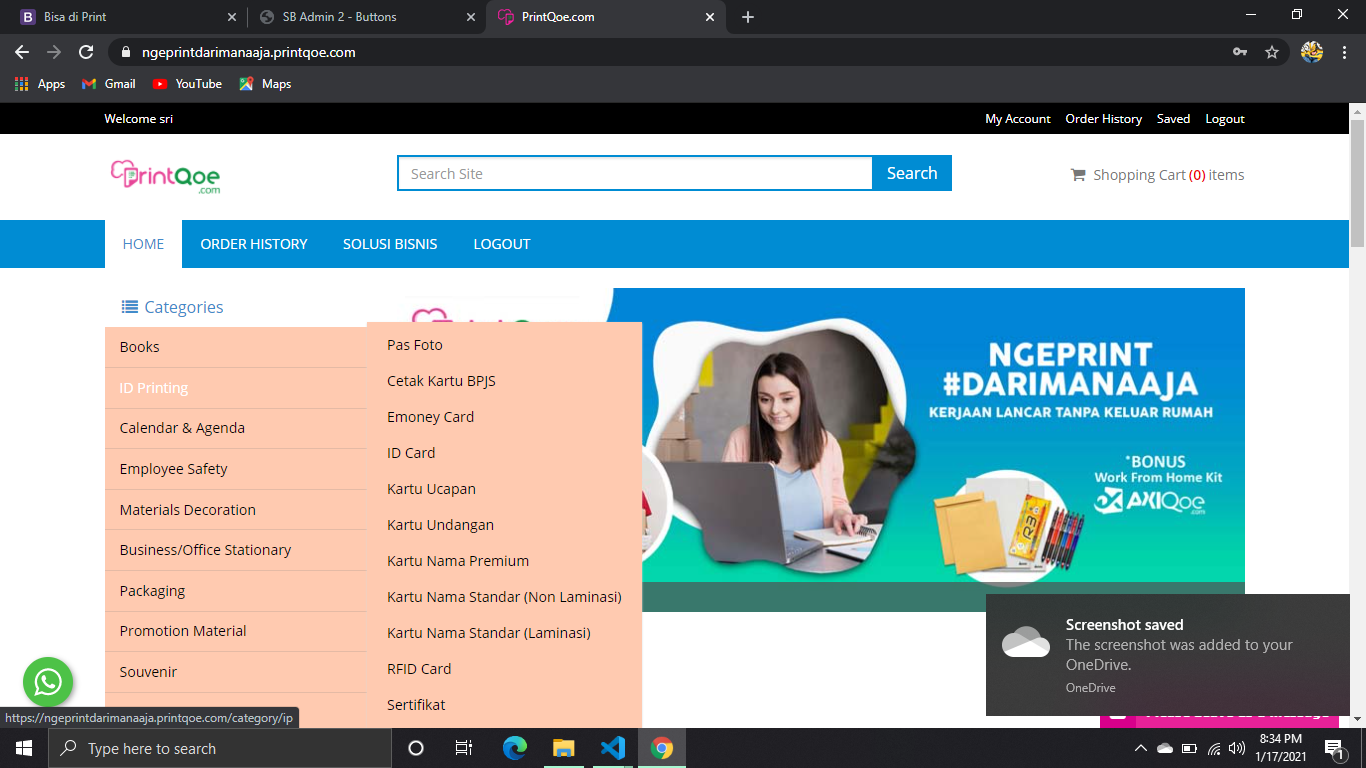 Bisa di Print
SB Admin 2 - Buttons
PrintQoe.com
ngeprintdarimanaaja.printqoe.com
Apps
Gmail
YouTube
Maps
Welcome sri
My Account
Order History
Saved
Logout
PrintQoe
.com
Search Site
Search
Shopping Cart (0) items
HOME
ORDER HISTORY
SOLUSI BISNIS
LOGOUT
Categories
Books
ID Printing
Calendar & Agenda
Employee Safety
Materials Decoration
Business/Office Stationary
Packaging
Promotion Material
Souvenir
Pas Foto
Cetak Kartu BPJS
Emoney Card
ID Card
Kartu Ucapan
Kartu Undangan
Kartu Nama Premium
Kartu Nama Standar (Non Laminasi)
Kartu Nama Standar (Laminasi)
RFID Card
Sertifikat
NGEPRINT
#DARIMANAAJA
KERJAAN LANCAR TANPA KELUAR RUMAH
*BONUS
Work From Home Kit
AXIQoe
.com
Screenshot saved
The screenshot was added to your
OneDrive.
OneDrive
https://ngeprintdarimanaaja.printqoe.com/category/ip
Type here to search
8:34 PM
1/17/2021
1